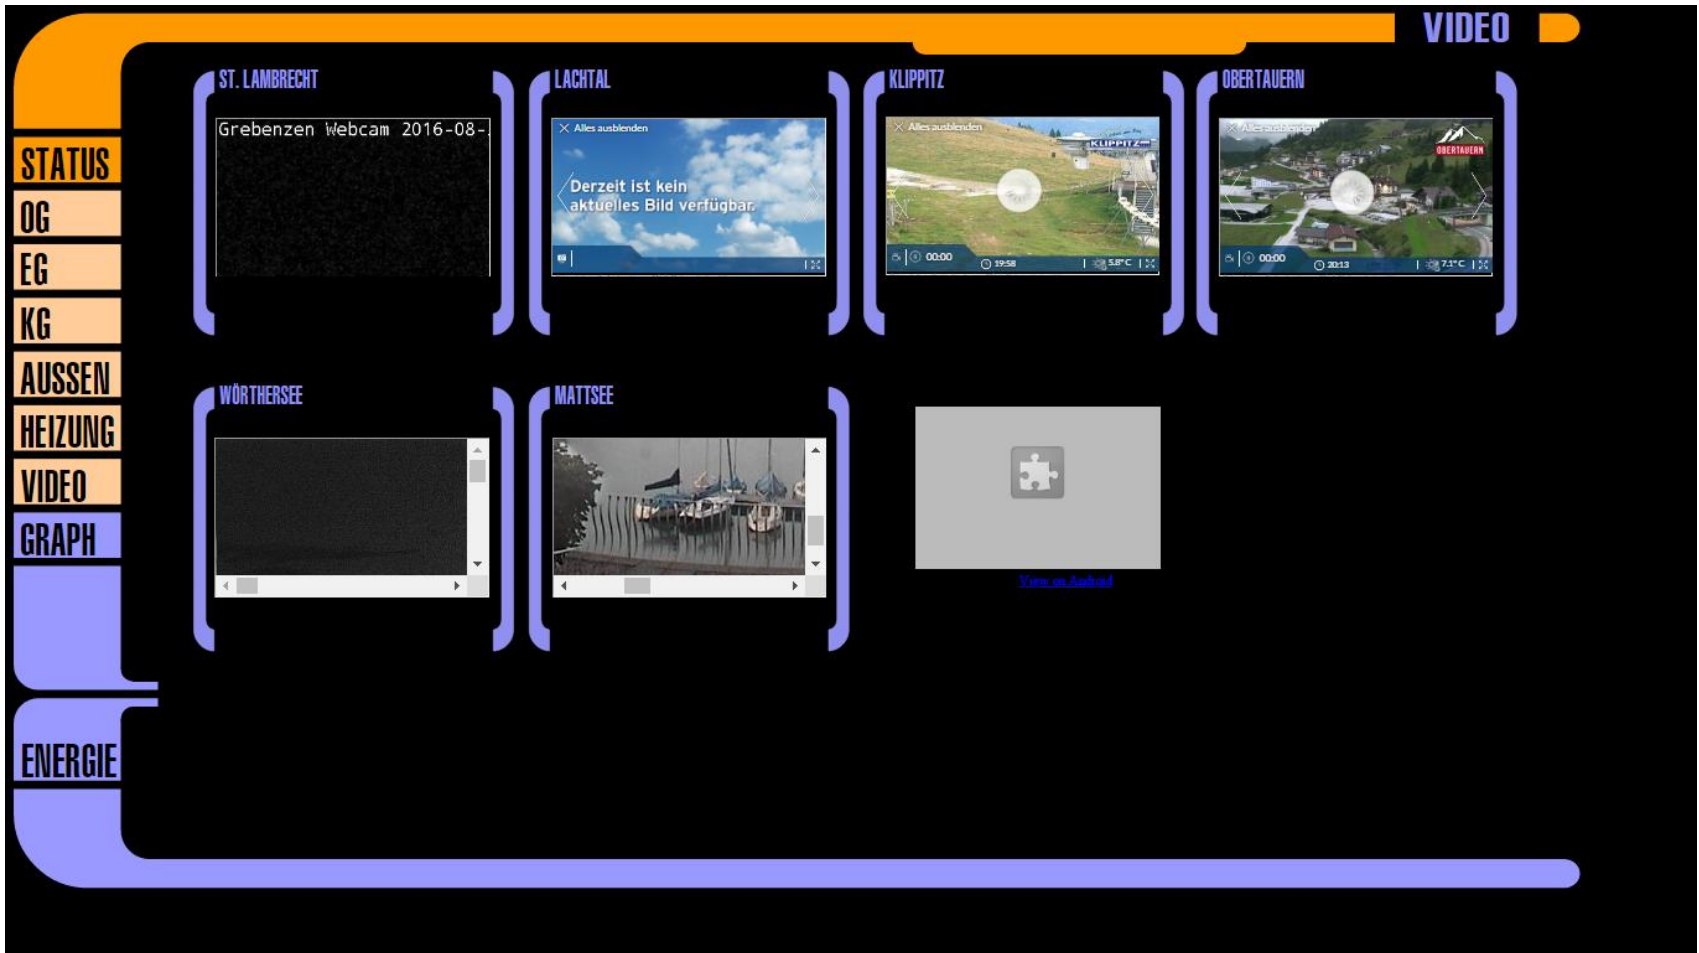 VIDEO
ST. LAMBRECHT
LACHTAL
KLIPPITZ
OBERTAUERN
Grebenzen Webcam 2016-08-
Alles ausblenden
Derzeit ist kein
aktuelles Bild verfügbar.
Alles ausblenden
KLIPPITZ
00:00
19:58
5.8°C
Alles ausblenden
OBERTAUERN
00:00
20:13
7.1°C
STATUS
OG
EG
KG
AUSSEN
HEIZUNG
VIDEO
GRAPH
ENERGIE
WÖRTHERSEE
MATTSEE
View on Android